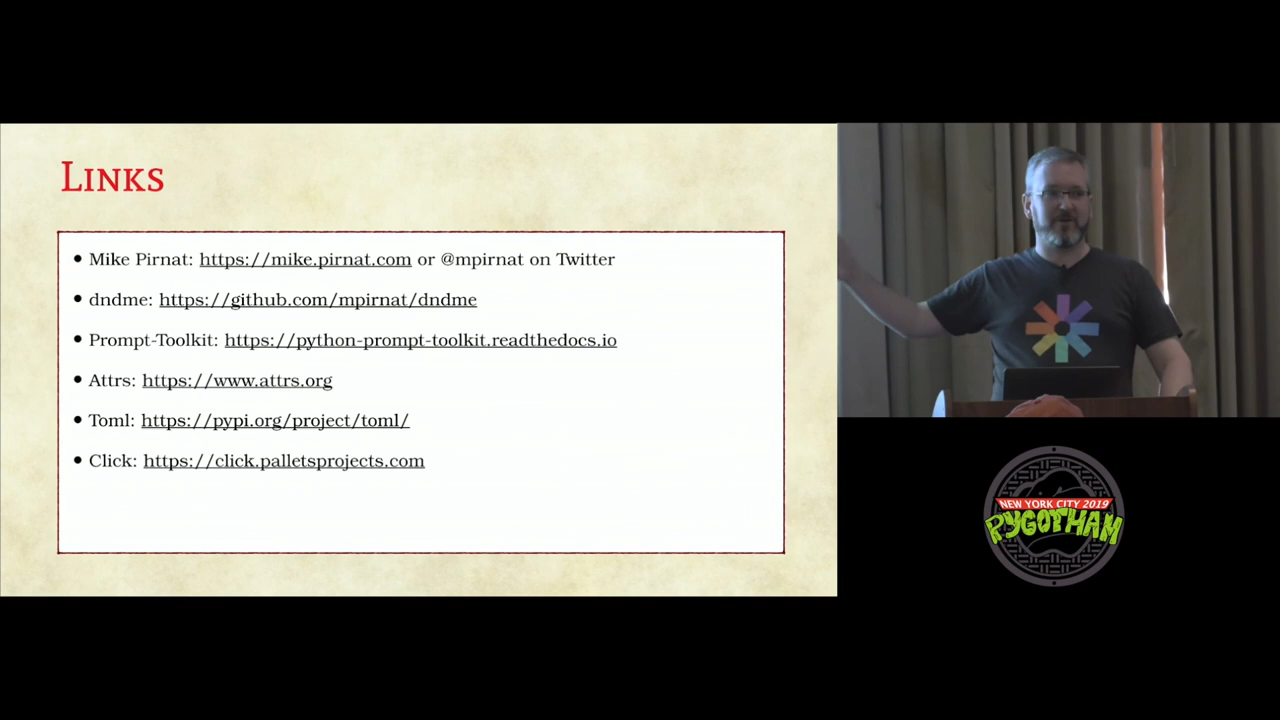 LINKS
• Mike Pirnat: https://mike.pirnat.com or @mpirnat on Twitter
• dndme: https://github.com/mpirnat/dndme
• Prompt-Toolkit: https://python-prompt-toolkit.readthedocs.io
• Attrs: https://www.attrs.org
• Toml: https://pypi.org/project/toml/
• Click: https://click.palletsprojects.com
NEW YORK CITY 2019
PYGOTHAM